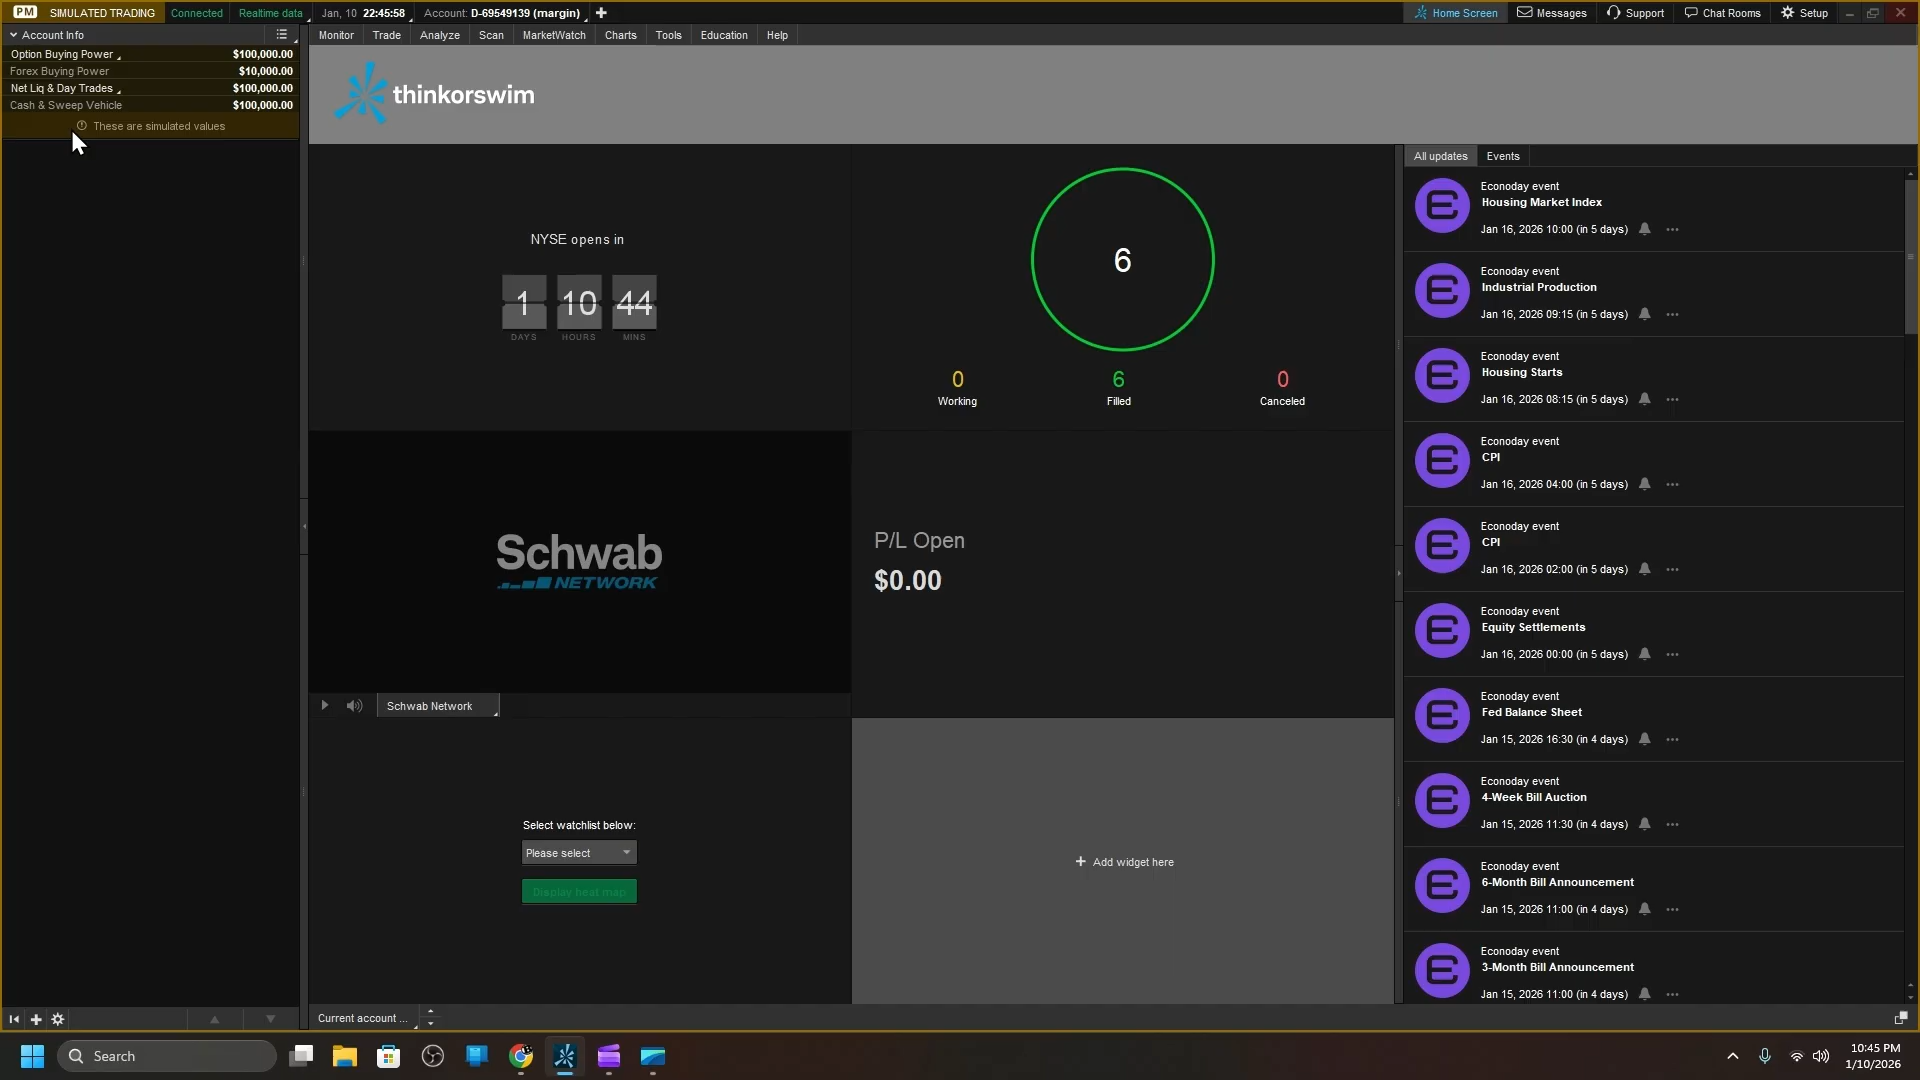 PM SIMULATED TRADING Connected Realtime data Jan, 10 22:45:58 Account: D-69549139 (margin) Home Screen Messages Support Chat Rooms Setup
Account Info
Monitor Trade Analyze Scan MarketWatch Charts Tools Education Help
Option Buying Power $100,000.00
Forex Buying Power $10,000.00
Net Liq & Day Trades $100,000.00
Cash & Sweep Vehicle $100,000.00
These are simulated values
thinkorswim
NYSE opens in
1 10 44
DAYS HOURS MINS
6
0 6 0
Working Filled Canceled
Schwab
NETWORK
P/L Open
$0.00
Schwab Network
Select watchlist below:
Please select
Display heat map
Add widget here
All updates Events
Econoday event
Housing Market Index
Jan 16, 2026 10:00 (in 5 days)
Econoday event
Industrial Production
Jan 16, 2026 09:15 (in 5 days)
Econoday event
Housing Starts
Jan 16, 2026 08:15 (in 5 days)
Econoday event
CPI
Jan 16, 2026 04:00 (in 5 days)
Econoday event
CPI
Jan 16, 2026 02:00 (in 5 days)
Econoday event
Equity Settlements
Jan 16, 2026 00:00 (in 5 days)
Econoday event
Fed Balance Sheet
Jan 15, 2026 16:30 (in 4 days)
Econoday event
4-Week Bill Auction
Jan 15, 2026 11:30 (in 4 days)
Econoday event
6-Month Bill Announcement
Jan 15, 2026 11:00 (in 4 days)
Econoday event
3-Month Bill Announcement
Jan 15, 2026 11:00 (in 4 days)
Current account ...
Search
10:45 PM
1/10/2026